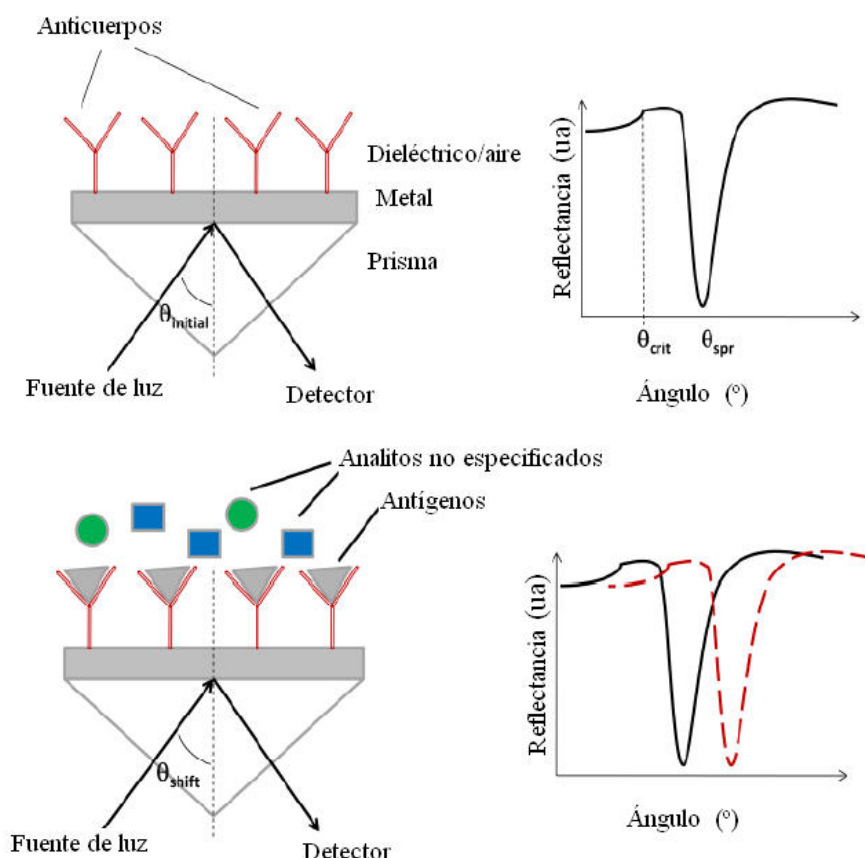 Anticuerpos
Dieléctrico/aire
Metal
Prisma
θinitial
Fuente de luz
Detector
Reflectancia (ua)
θcrit
θspr
Ángulo (º)
Analitos no especificados
Antígenos
θshift
Fuente de luz
Detector
Reflectancia (ua)
Ángulo (º)